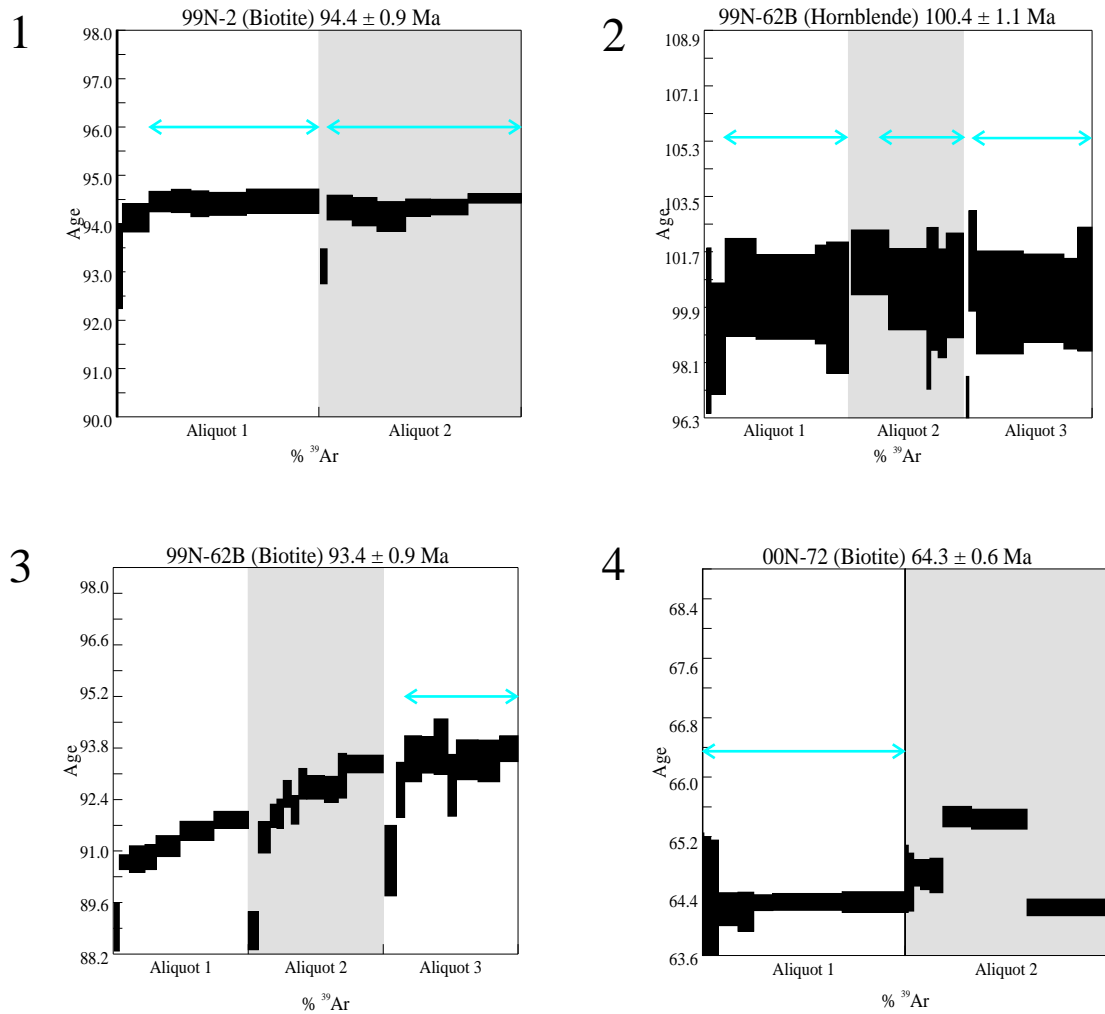 1
99N-2 (Biotite) 94.4 ± 0.9 Ma
98.0
97.0
96.0
95.0
94.0
93.0
92.0
91.0
90.0
Age
Aliquot 1
Aliquot 2
% ³⁹Ar
2
99N-62B (Hornblende) 100.4 ± 1.1 Ma
108.9
107.1
105.3
103.5
101.7
99.9
98.1
96.3
Age
Aliquot 1
Aliquot 2
Aliquot 3
% ³⁹Ar
3
99N-62B (Biotite) 93.4 ± 0.9 Ma
98.0
96.6
95.2
93.8
92.4
91.0
89.6
88.2
Age
Aliquot 1
Aliquot 2
Aliquot 3
% ³⁹Ar
4
00N-72 (Biotite) 64.3 ± 0.6 Ma
68.4
67.6
66.8
66.0
65.2
64.4
63.6
Age
Aliquot 1
Aliquot 2
% ³⁹Ar